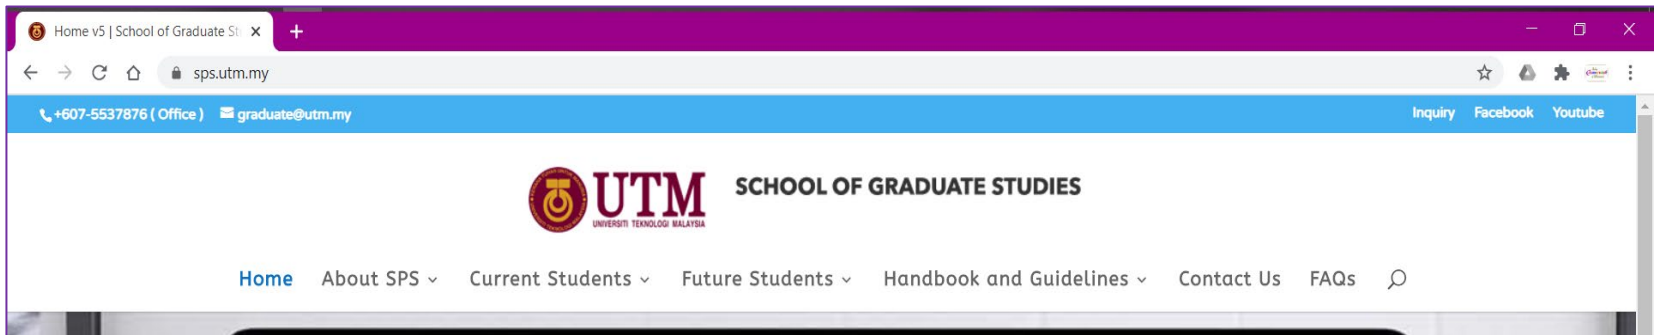 Home v5 | School of Graduate St
sps.utm.my
+607-5537876 ( Office ) graduate@utm.my
Inquiry Facebook Youtube
UTM
UNIVERSITI TEKNOLOGI MALAYSIA
SCHOOL OF GRADUATE STUDIES
Home About SPS Current Students Future Students Handbook and Guidelines Contact Us FAQs